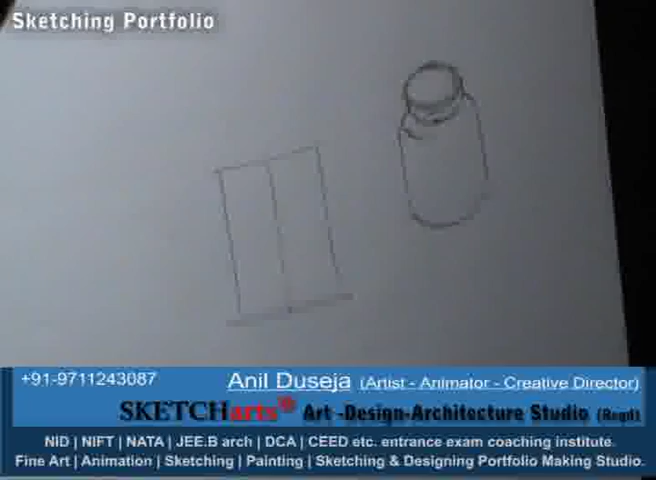 Sketching Portfolio
+91-9711243087
Anil Duseja (Artist - Animator - Creative Director)
SKETCHarts® Art -Design-Architecture Studio (Regd)
NID | NIFT | NATA | JEE.B arch | DCA | CEED etc. entrance exam coaching institute.
Fine Art | Animation | Sketching | Painting | Sketching & Designing Portfolio Making Studio.